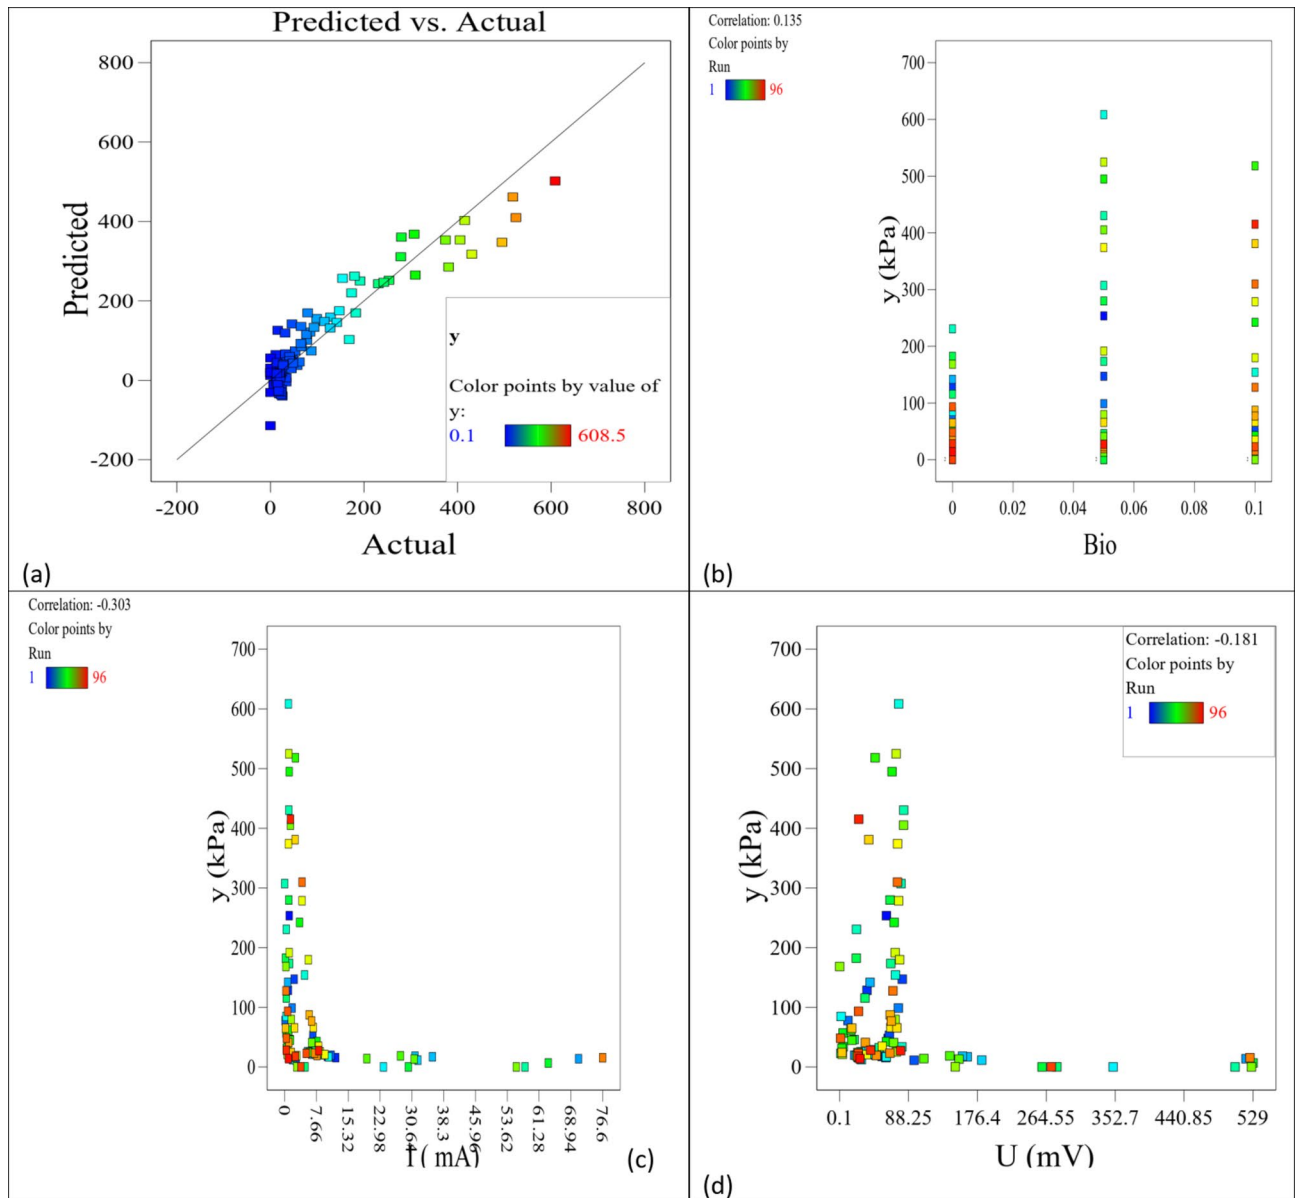 Predicted vs. Actual
800
600
400
200
0
-200
Predicted
-200
0
200
400
600
800
Actual
y
Color points by value of
y:
0.1
608.5
(a)
Correlation: 0.135
Color points by
Run
1
96
700
600
500
400
300
200
100
0
y (kPa)
0
0.02
0.04
0.06
0.08
0.1
Bio
(b)
Correlation: -0.303
Color points by
Run
1
96
700
600
500
400
300
200
100
0
y (kPa)
0
7.66
15.32
22.98
30.64
38.3
45.96
53.62
61.28
68.94
76.6
I ( mA)
(c)
Correlation: -0.181
Color points by
Run
1
96
700
600
500
400
300
200
100
0
y (kPa)
0.1
88.25
176.4
264.55
352.7
440.85
529
U (mV)
(d)